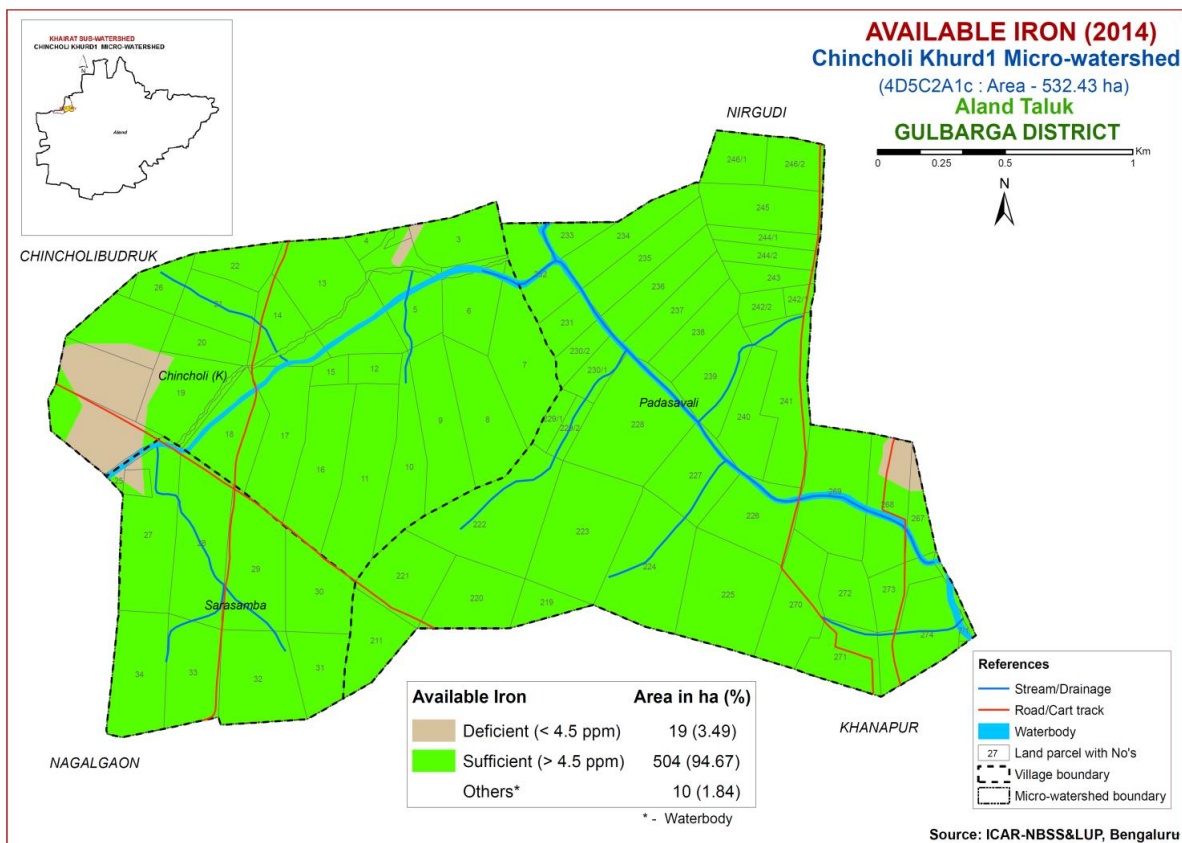 KHAIRAT SUB-WATERSHED
CHINCHOLI KHURD1 MICRO-WATERSHED
Aland
AVAILABLE IRON (2014)
Chincholi Khurd1 Micro-watershed
(4D5C2A1c : Area - 532.43 ha)
Aland Taluk
GULBARGA DISTRICT
Km
0 0.25 0.5 1
N
NIRGUDI
CHINCHOLIBUDRUK
246/1 246/2
245
244/1
244/2
243
242/2 242/1
233 234
235
236
237
238
239
240
241
232
231
230/2
230/1
229/1
229/2
228
227
226
Padasavali
4 3
22
26
21
13
14
20
5 6
7
15 12
Chincholi (K)
19
18 17
16
11
10
9
8
222
223
224
225
269
268
267
25
27
28
29
30
Sarasamba
221
220
219
211
270
272
273
274
271
34
33
32
31
NAGALGAON
KHANAPUR
Available Iron Area in ha (%)
Deficient (< 4.5 ppm) 19 (3.49)
Sufficient (> 4.5 ppm) 504 (94.67)
Others* 10 (1.84)
* - Waterbody
References
Stream/Drainage
Road/Cart track
Waterbody
27 Land parcel with No's
Village boundary
Micro-watershed boundary
Source: ICAR-NBSS&LUP, Bengaluru